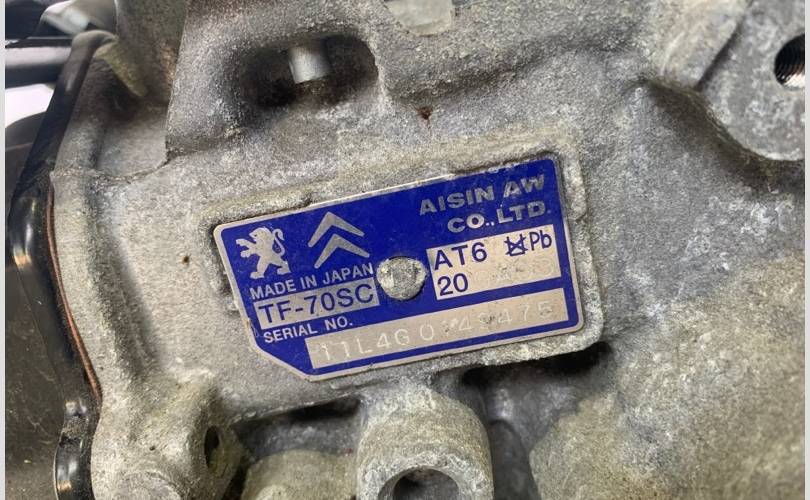 AISIN AW
CO.,LTD.
MADE IN JAPAN
TF-70SC
AT6 Pb
20
SERIAL NO.